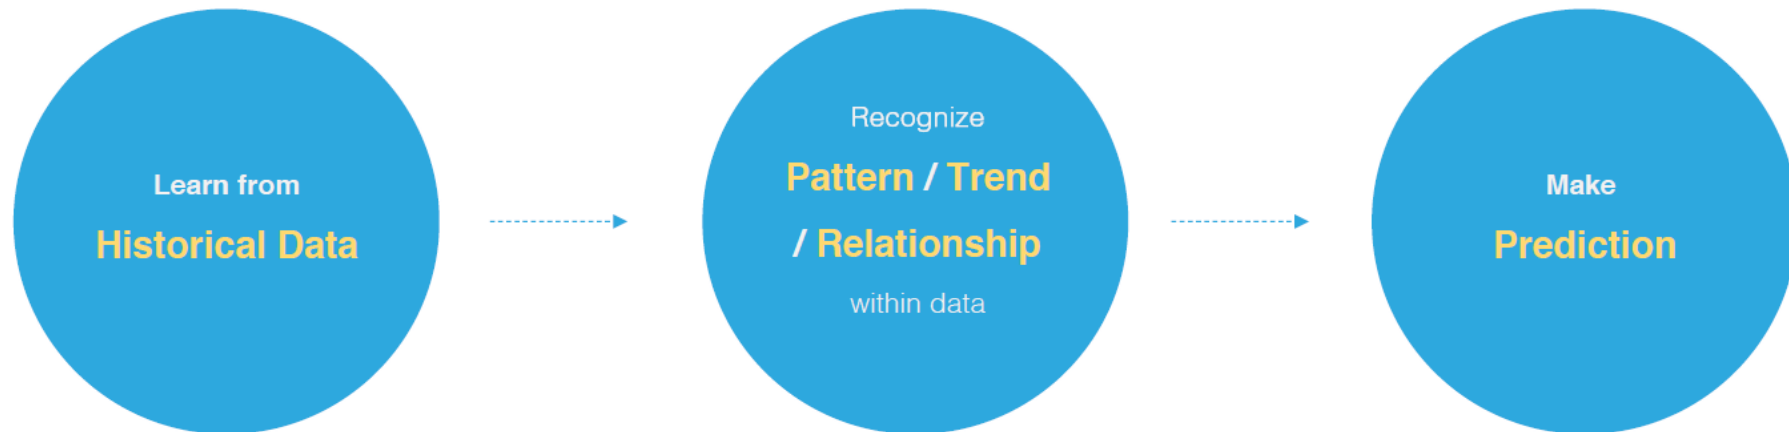 Learn from
Historical Data
Recognize
Pattern / Trend
/ Relationship
within data
Make
Prediction